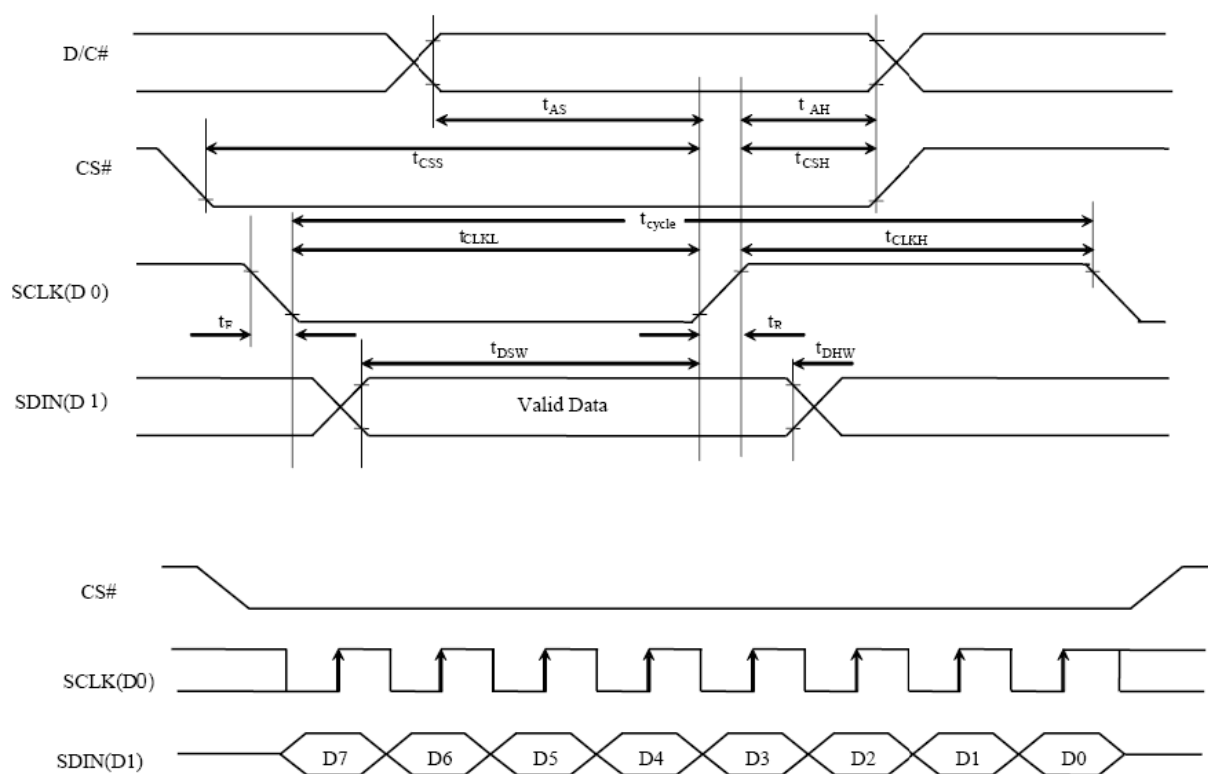 D/C#
tAS
t AH
CS#
tCSS
tCSH
tcycle
tCLKL
tCLKH
SCLK(D 0)
tF
tR
tDSW
tDHW
SDIN(D 1)
Valid Data
CS#
SCLK(D0)
SDIN(D1)
D7 D6 D5 D4 D3 D2 D1 D0